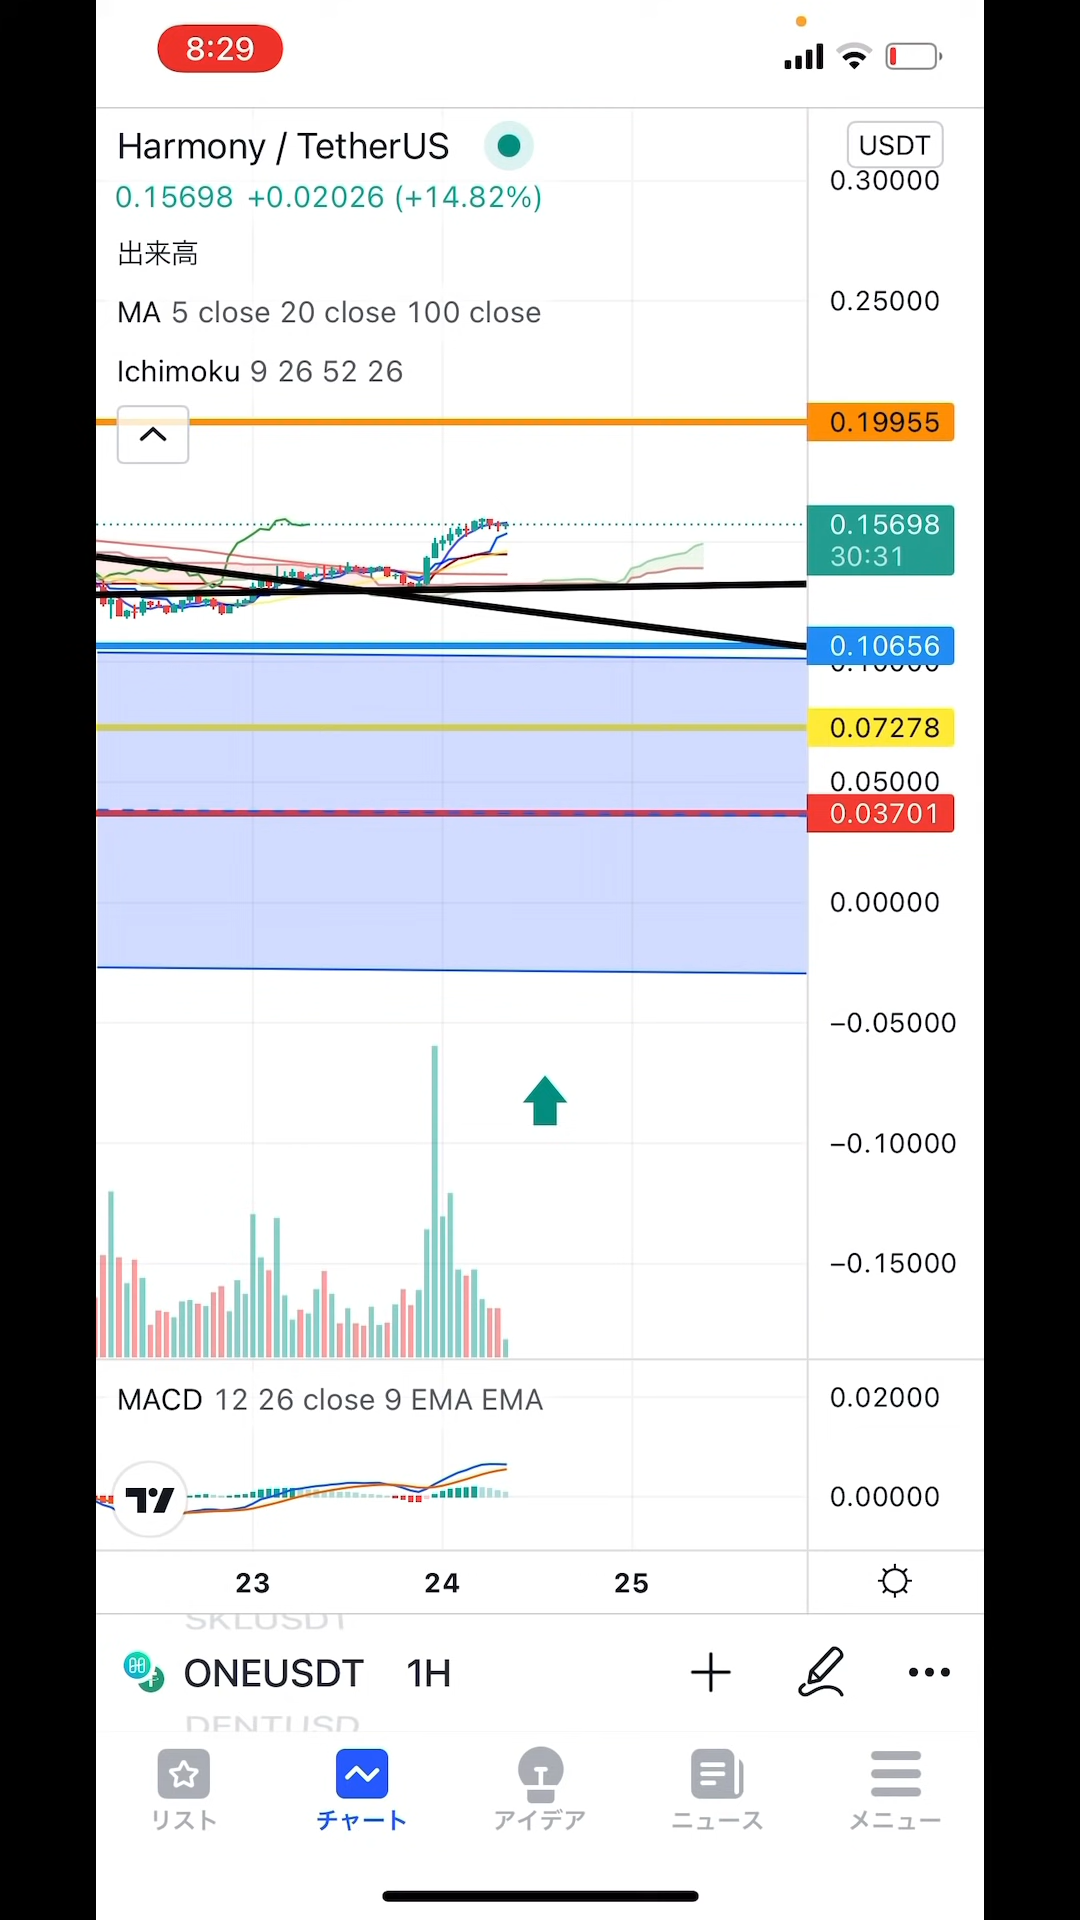 8:29
Harmony / TetherUS
USDT
0.15698 +0.02026 (+14.82%)
0.30000
出来高
MA 5 close 20 close 100 close
0.25000
Ichimoku 9 26 52 26
0.19955
0.15698
30:31
0.10656
0.10000
0.07278
0.05000
0.03701
0.00000
−0.05000
−0.10000
−0.15000
MACD 12 26 close 9 EMA EMA
0.02000
0.00000
23 24 25
SKLUSDT
ONEUSDT 1H
DENTUSD
リスト チャート アイデア ニュース メニュー